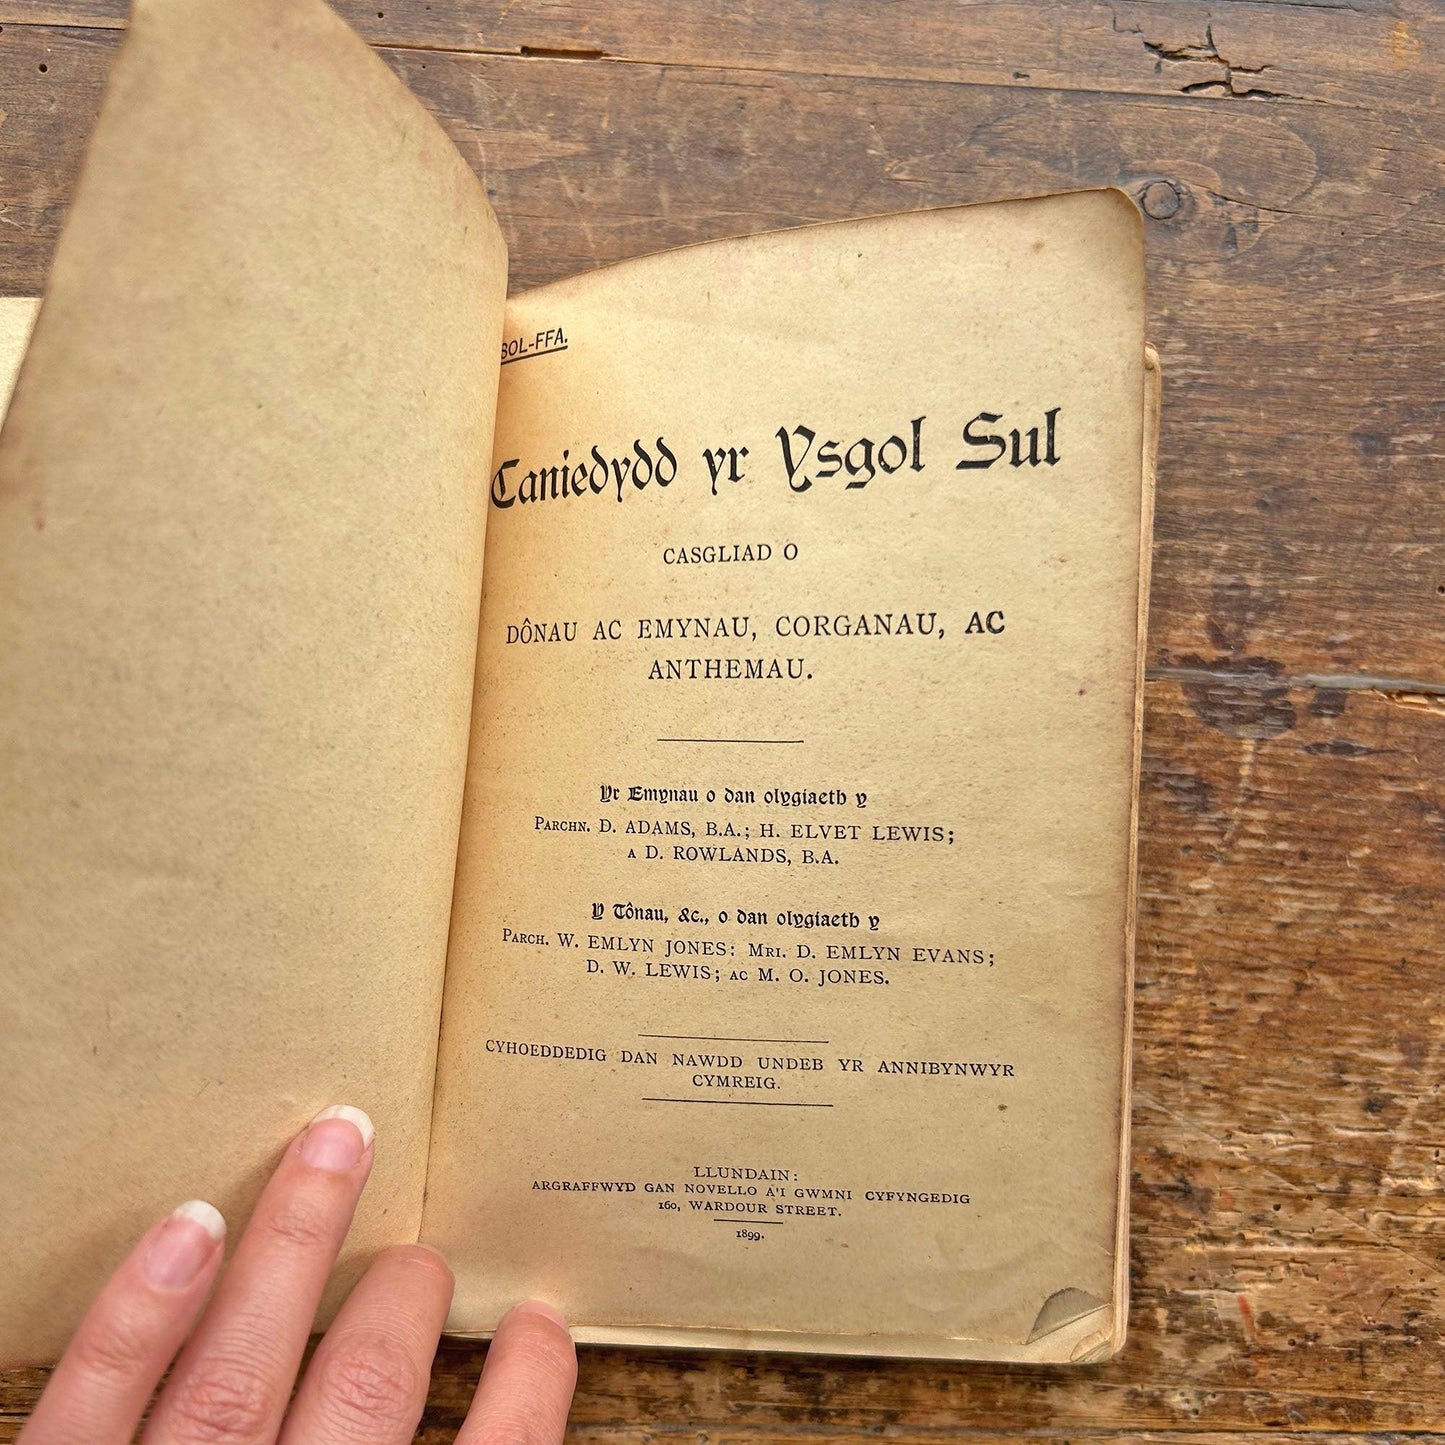 SOL-FFA.
Caniedydd yr Ysgol Sul
CASGLIAD O
DÔNAU AC EMYNAU, CORGANAU, AC
ANTHEMAU.
Yr Emynau o dan olygiaeth y
PARCHN. D. ADAMS, B.A.; H. ELVET LEWIS;
A D. ROWLANDS, B.A.
Y Tônau, &c., o dan olygiaeth y
PARCH. W. EMLYN JONES: MRI. D. EMLYN EVANS;
D. W. LEWIS; AC M. O. JONES.
CYHOEDDEDIG DAN NAWDD UNDEB YR ANNIBYNWYR
CYMREIG.
LLUNDAIN:
ARGRAFFWYD GAN NOVELLO A'I GWMNI CYFYNGEDIG
160, WARDOUR STREET.
1899.